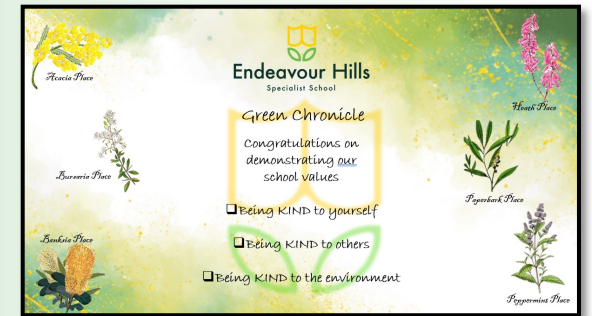 Endeavour Hills
Specialist School
Green Chronicle
Congratulations on
demonstrating our
school values
Being KIND to yourself
Being KIND to others
Being KIND to the environment
Acacia Place
Bursaria Place
Banksia Place
Heath Place
Paperbark Place
Peppermint Place